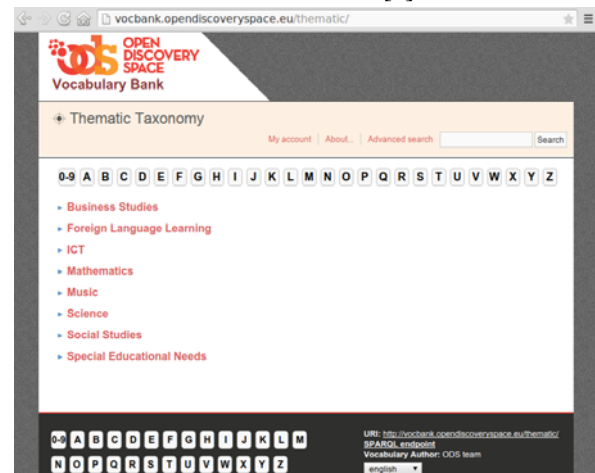 vocbank.opendiscoveryspace.eu/thematic/
ods OPEN
DISCOVERY
SPACE
Vocabulary Bank
Thematic Taxonomy
My account | About.. | Advanced search Search
0-9 A B C D E F G H I J K L M N O P Q R S T U V W X Y Z
Business Studies
Foreign Language Learning
ICT
Mathematics
Music
Science
Social Studies
Special Educational Needs
0-9 A B C D E F G H I J K L M
N O P Q R S T U V W X Y Z
URI: http://vocbank.opendiscoveryspace.eu/thematic/
SPARQL endpoint
Vocabulary Author: ODS team
english